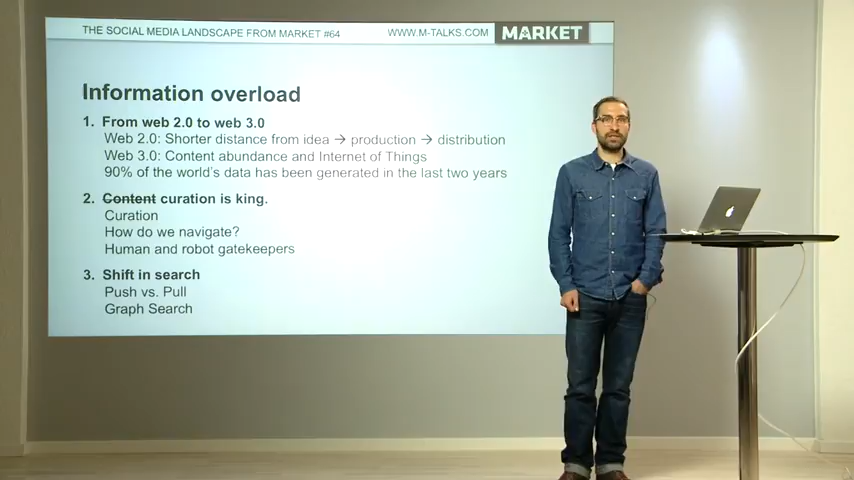 THE SOCIAL MEDIA LANDSCAPE FROM MARKET #64 WWW.M-TALKS.COM MARKET
Information overload
1. From web 2.0 to web 3.0
Web 2.0: Shorter distance from idea → production → distribution
Web 3.0: Content abundance and Internet of Things
90% of the world's data has been generated in the last two years
2. Content curation is king.
Curation
How do we navigate?
Human and robot gatekeepers
3. Shift in search
Push vs. Pull
Graph Search